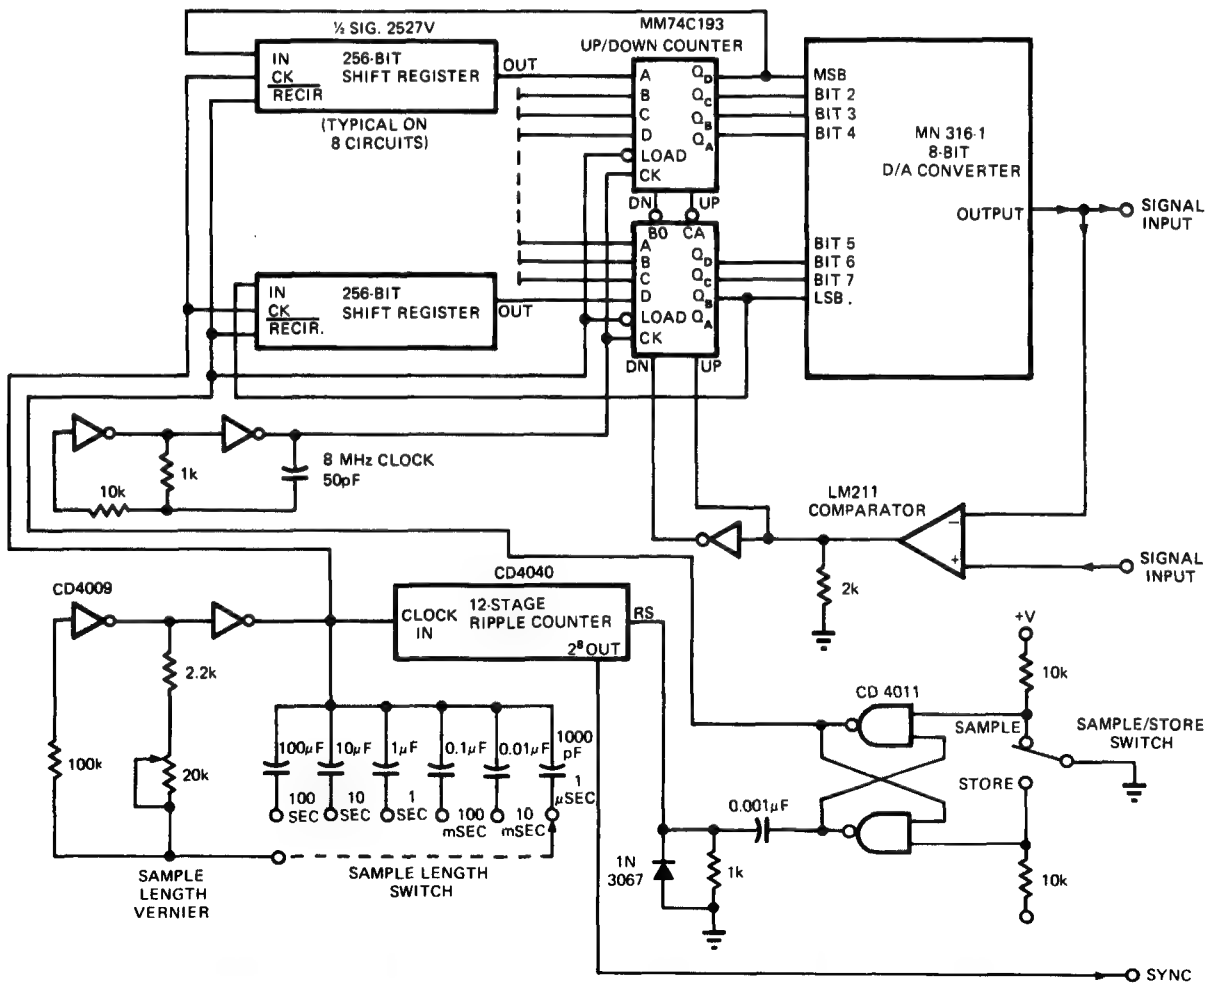 ½ SIG. 2527V
IN
CK
RECIR
256-BIT
SHIFT REGISTER
OUT
(TYPICAL ON
8 CIRCUITS)
MM74C193
UP/DOWN COUNTER
A
B
C
D
LOAD
CK
QD
QC
QB
QA
DN
UP
MSB
BIT 2
BIT 3
BIT 4
MN 316-1
8-BIT
D/A CONVERTER
OUTPUT
BIT 5
BIT 6
BIT 7
LSB.
SIGNAL
INPUT
BO
CA
A
B
C
D
LOAD
CK
QD
QC
QB
QA
DN
UP
IN
CK
RECIR.
256-BIT
SHIFT REGISTER
OUT
1k
10k
8 MHz CLOCK
50pF
LM211
COMPARATOR
−
+
SIGNAL
INPUT
2k
CD4009
2.2k
100k
20k
SAMPLE
LENGTH
VERNIER
CD4040
CLOCK
IN
12-STAGE
RIPPLE COUNTER
2⁸ OUT
RS
100µF
10µF
1µF
0.1µF
0.01µF
1000
pF
100
SEC
10
SEC
1
SEC
100
mSEC
10
mSEC
1
µSEC
SAMPLE LENGTH
SWITCH
+V
10k
CD 4011
SAMPLE
SAMPLE/STORE
SWITCH
STORE
0.001µF
1N
3067
1k
10k
SYNC